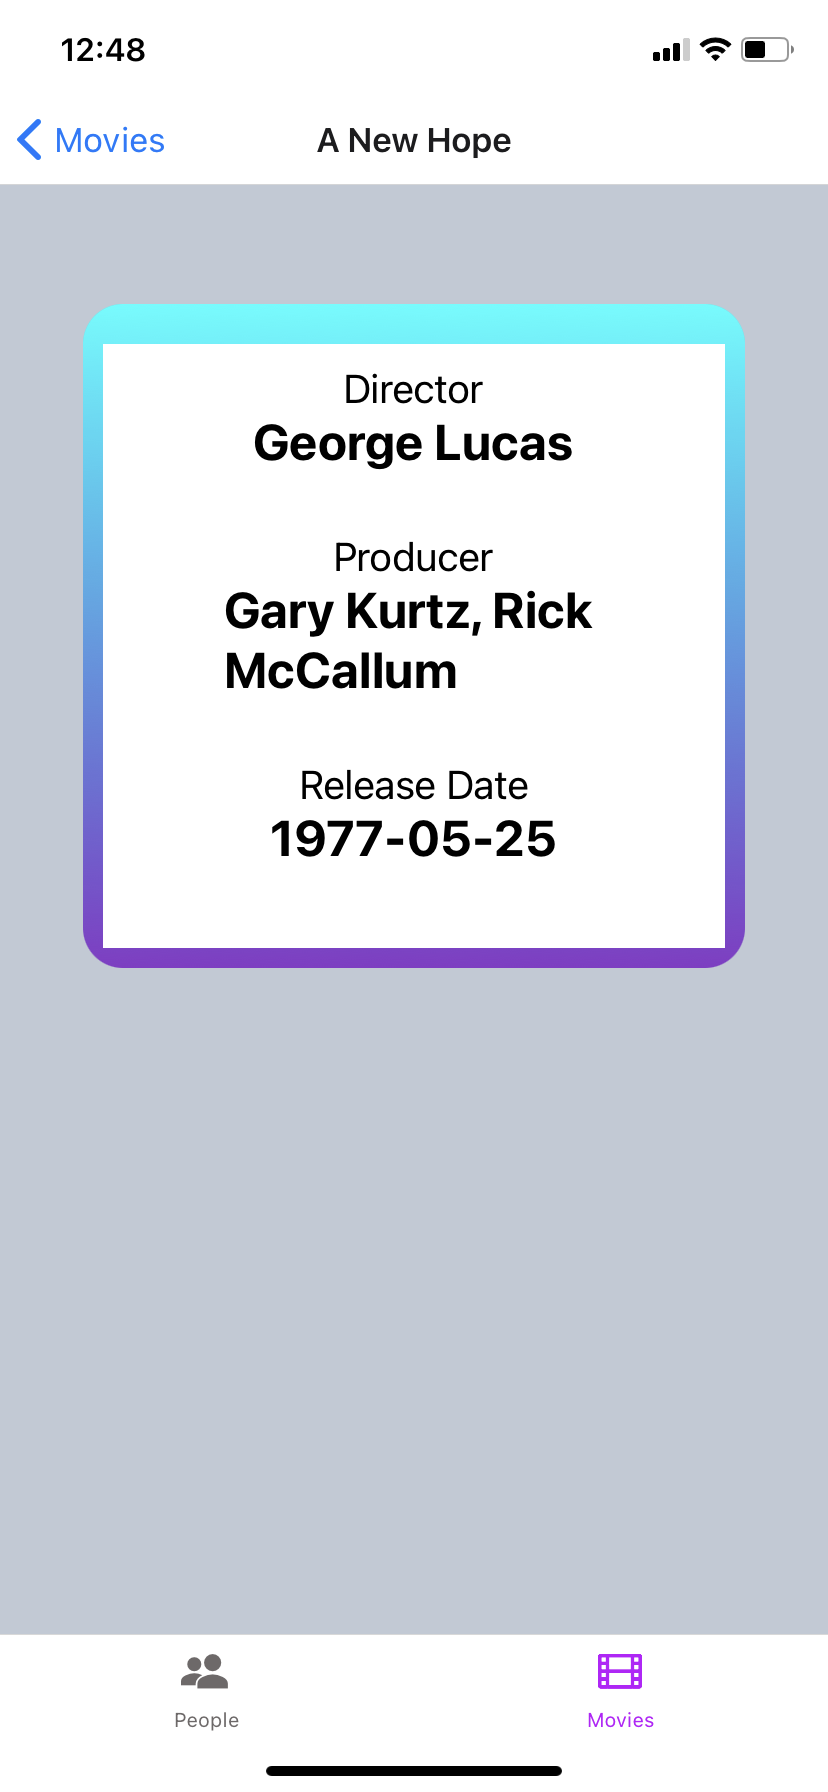 12:48
Movies
A New Hope
Director
George Lucas
Producer
Gary Kurtz, Rick
McCallum
Release Date
1977-05-25
People
Movies